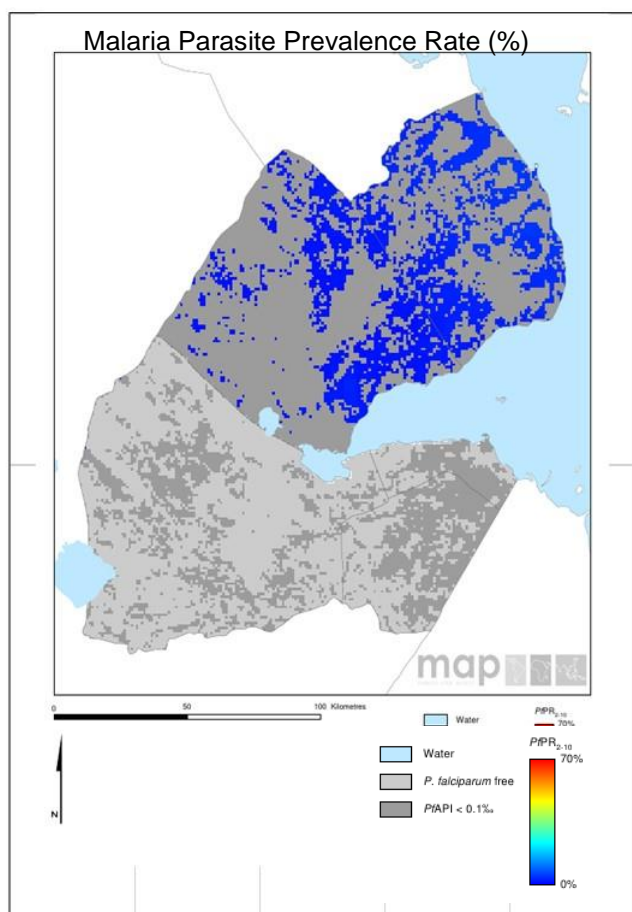 Malaria Parasite Prevalence Rate (%)
map
0 50 100 Kilometres
Water
PfPR2-10
70%
N
Water
P. falciparum free
PfAPI < 0.1‰
PfPR2-10
70%
0%